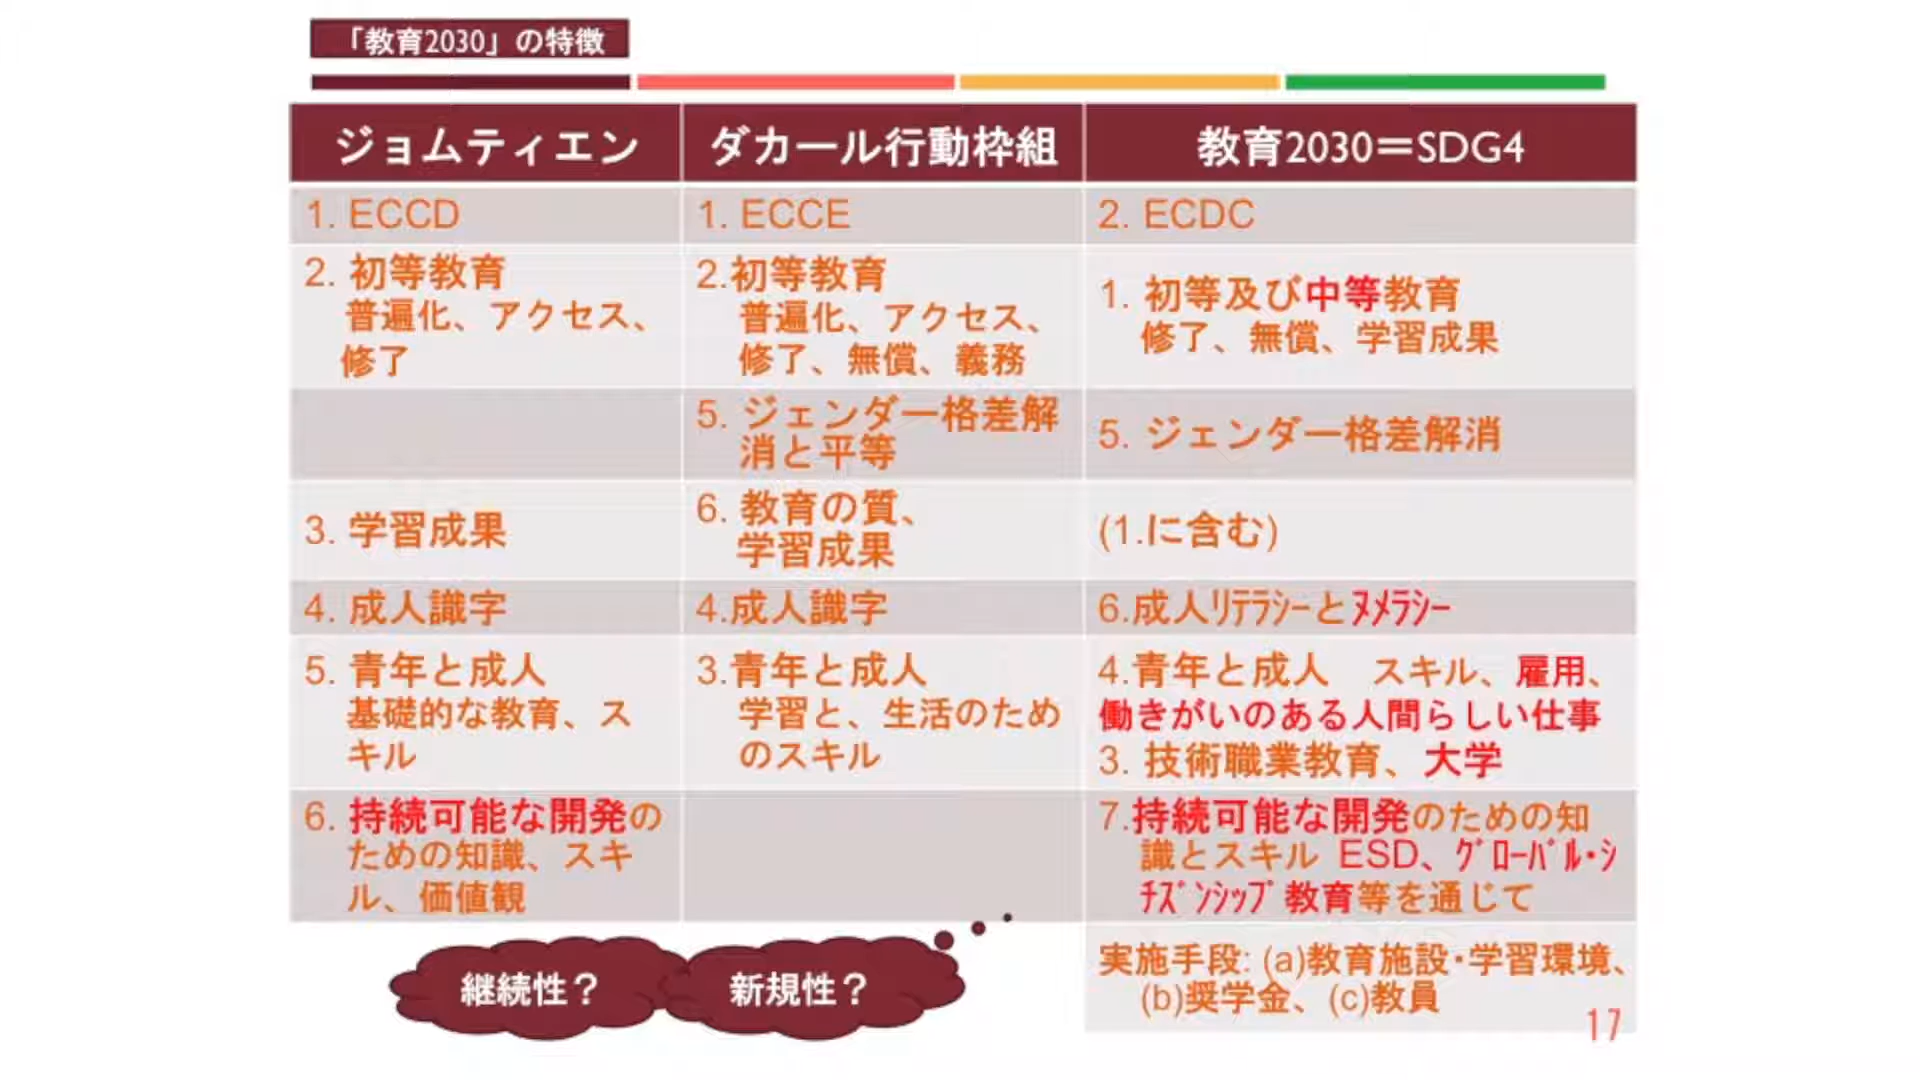 「教育2030」の特徴
ジョムティエン
ダカール行動枠組
教育2030＝SDG4
1. ECCD
1. ECCE
2. ECDC
2. 初等教育
普遍化、アクセス、
修了
2.初等教育
普遍化、アクセス、
修了、無償、義務
1. 初等及び中等教育
修了、無償、学習成果
5. ジェンダー格差解
消と平等
5. ジェンダー格差解消
3. 学習成果
6. 教育の質、
学習成果
(1.に含む)
4. 成人識字
4.成人識字
6.成人ﾘﾃﾗｼｰとﾇﾒﾗｼｰ
5. 青年と成人
基礎的な教育、ス
キル
3.青年と成人
学習と、生活のため
のスキル
4.青年と成人　スキル、雇用、
働きがいのある人間らしい仕事
3. 技術職業教育、大学
6. 持続可能な開発の
ための知識、スキ
ル、価値観
7.持続可能な開発のための知
識とスキル ESD、ｸﾞﾛｰﾊﾞﾙ･ｼ
ﾁｽﾞﾝｼｯﾌﾟ教育等を通じて
継続性？
新規性？
実施手段: (a)教育施設･学習環境、
(b)奨学金、(c)教員
17